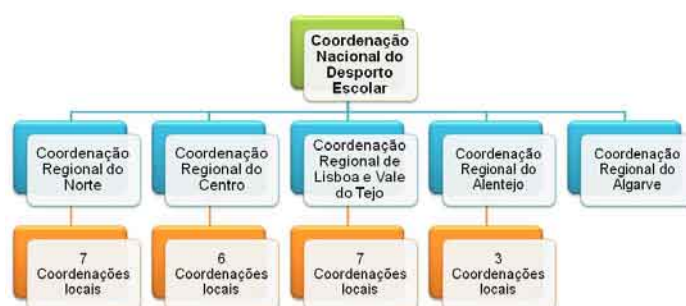 Coordenação
Nacional do
Desporto
Escolar
Coordenação
Regional do
Norte
Coordenação
Regional do
Centro
Coordenação
Regional de
Lisboa e Vale
do Tejo
Coordenação
Regional do
Alentejo
Coordenação
Regional do
Algarve
7
Coordenações
locais
6
Coordenações
locais
7
Coordenações
locais
3
Coordenações
locais